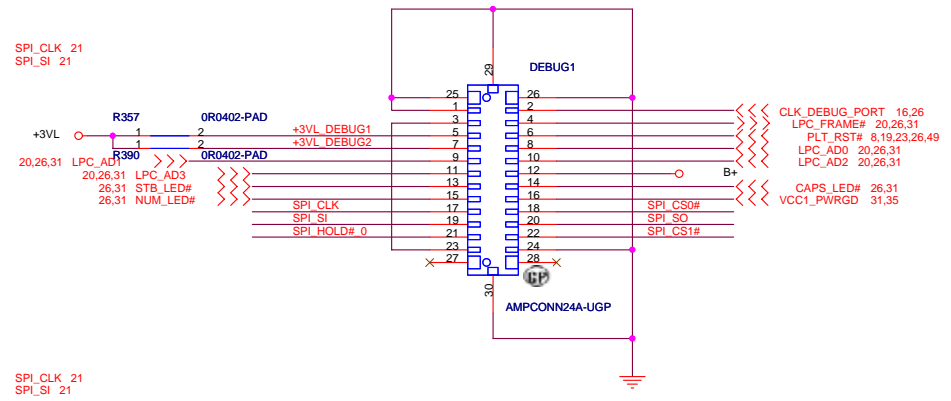 SPI_CLK 21
SPI_SI 21
29
DEBUG1
25 26
1 2 CLK_DEBUG_PORT 16,26
3 4 LPC_FRAME# 20,26,31
R357 0R0402-PAD
+3VL 1 2 +3VL_DEBUG1 5 6 PLT_RST# 8,19,23,26,49
1 2 +3VL_DEBUG2 7 8 LPC_AD0 20,26,31
R390 0R0402-PAD
20,26,31 LPC_AD1 9 10 LPC_AD2 20,26,31
20,26,31 LPC_AD3 11 12 B+
26,31 STB_LED# 13 14 CAPS_LED# 26,31
26,31 NUM_LED# 15 16 VCC1_PWRGD 31,35
SPI_CLK 17 18 SPI_CS0#
SPI_SI 19 20 SPI_SO
SPI_HOLD#_0 21 22 SPI_CS1#
23 24
27 28
GP
30
AMPCONN24A-UGP
SPI_CLK 21
SPI_SI 21